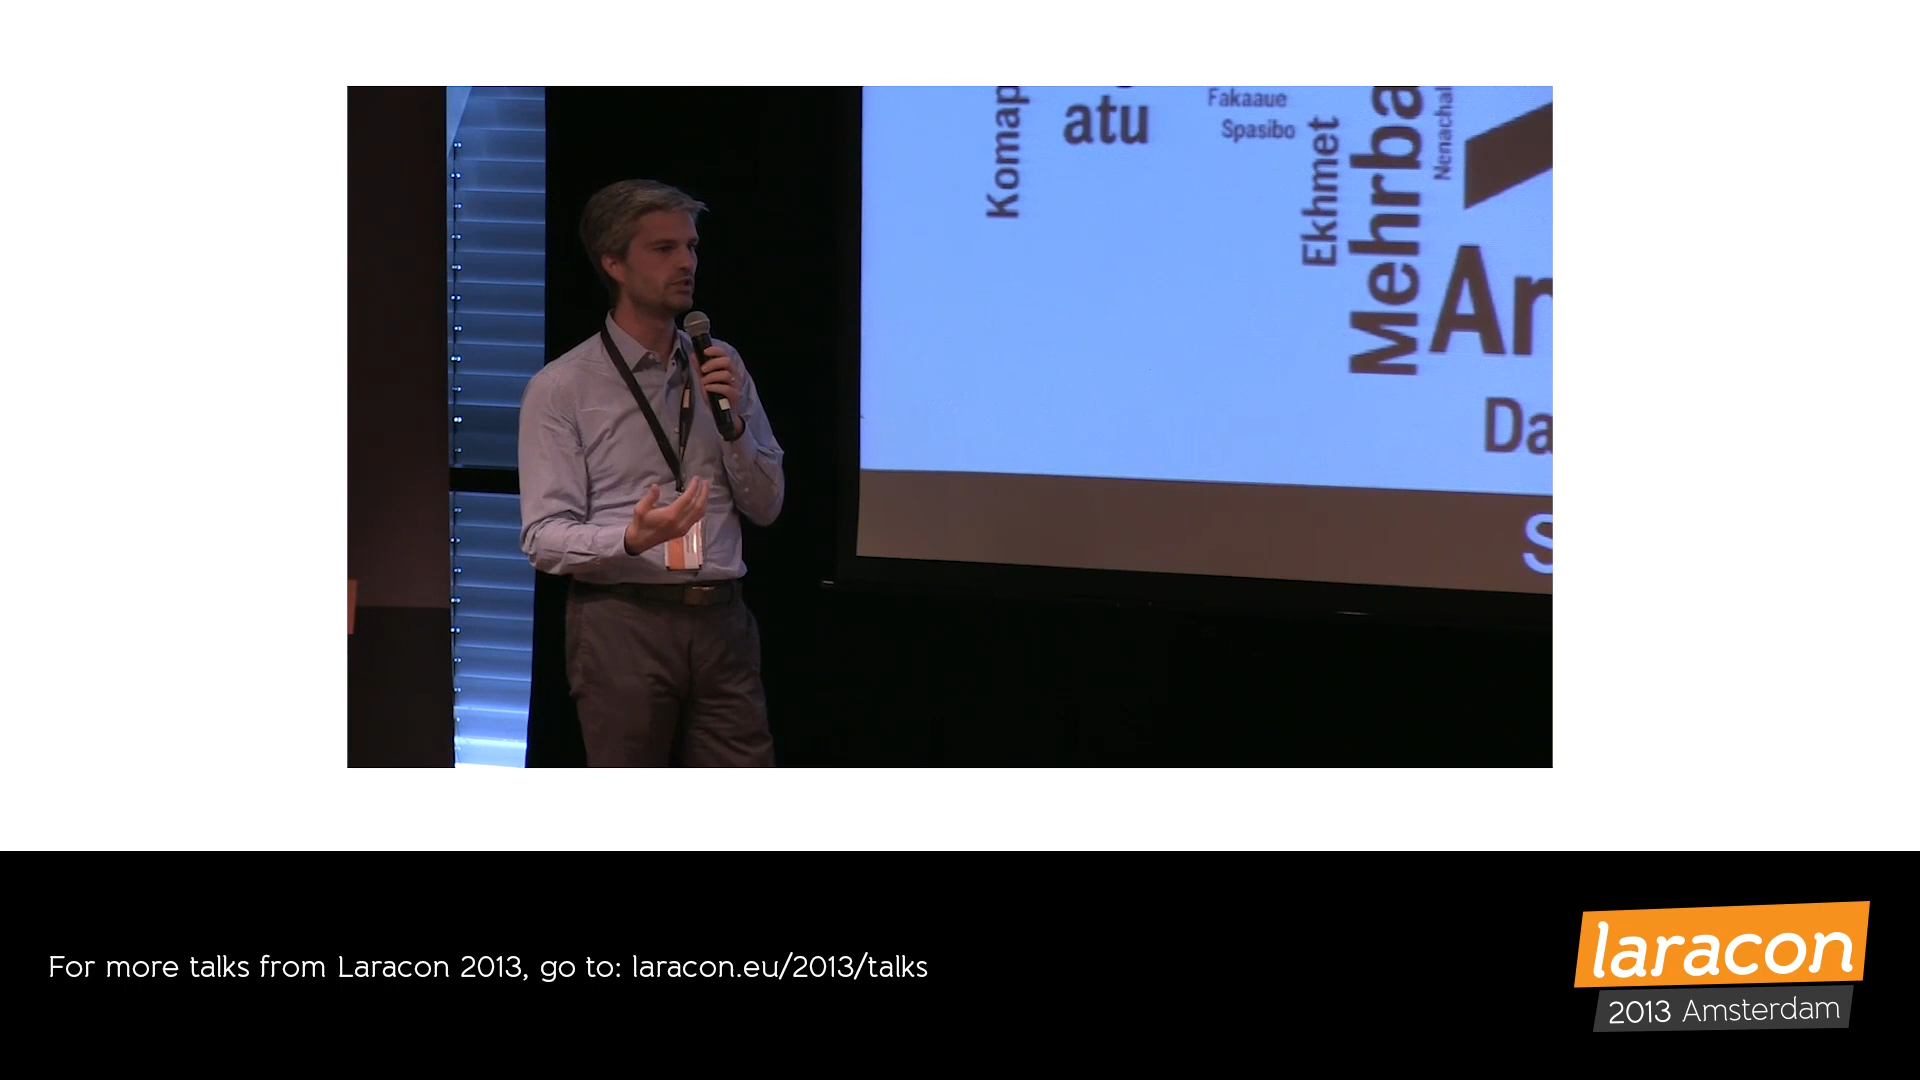 Komap
atu
Fakaaue
Spasibo
Ekhmet
Mehrba
Nenachal
Ar
Da
S
For more talks from Laracon 2013, go to: laracon.eu/2013/talks
laracon
2013 Amsterdam